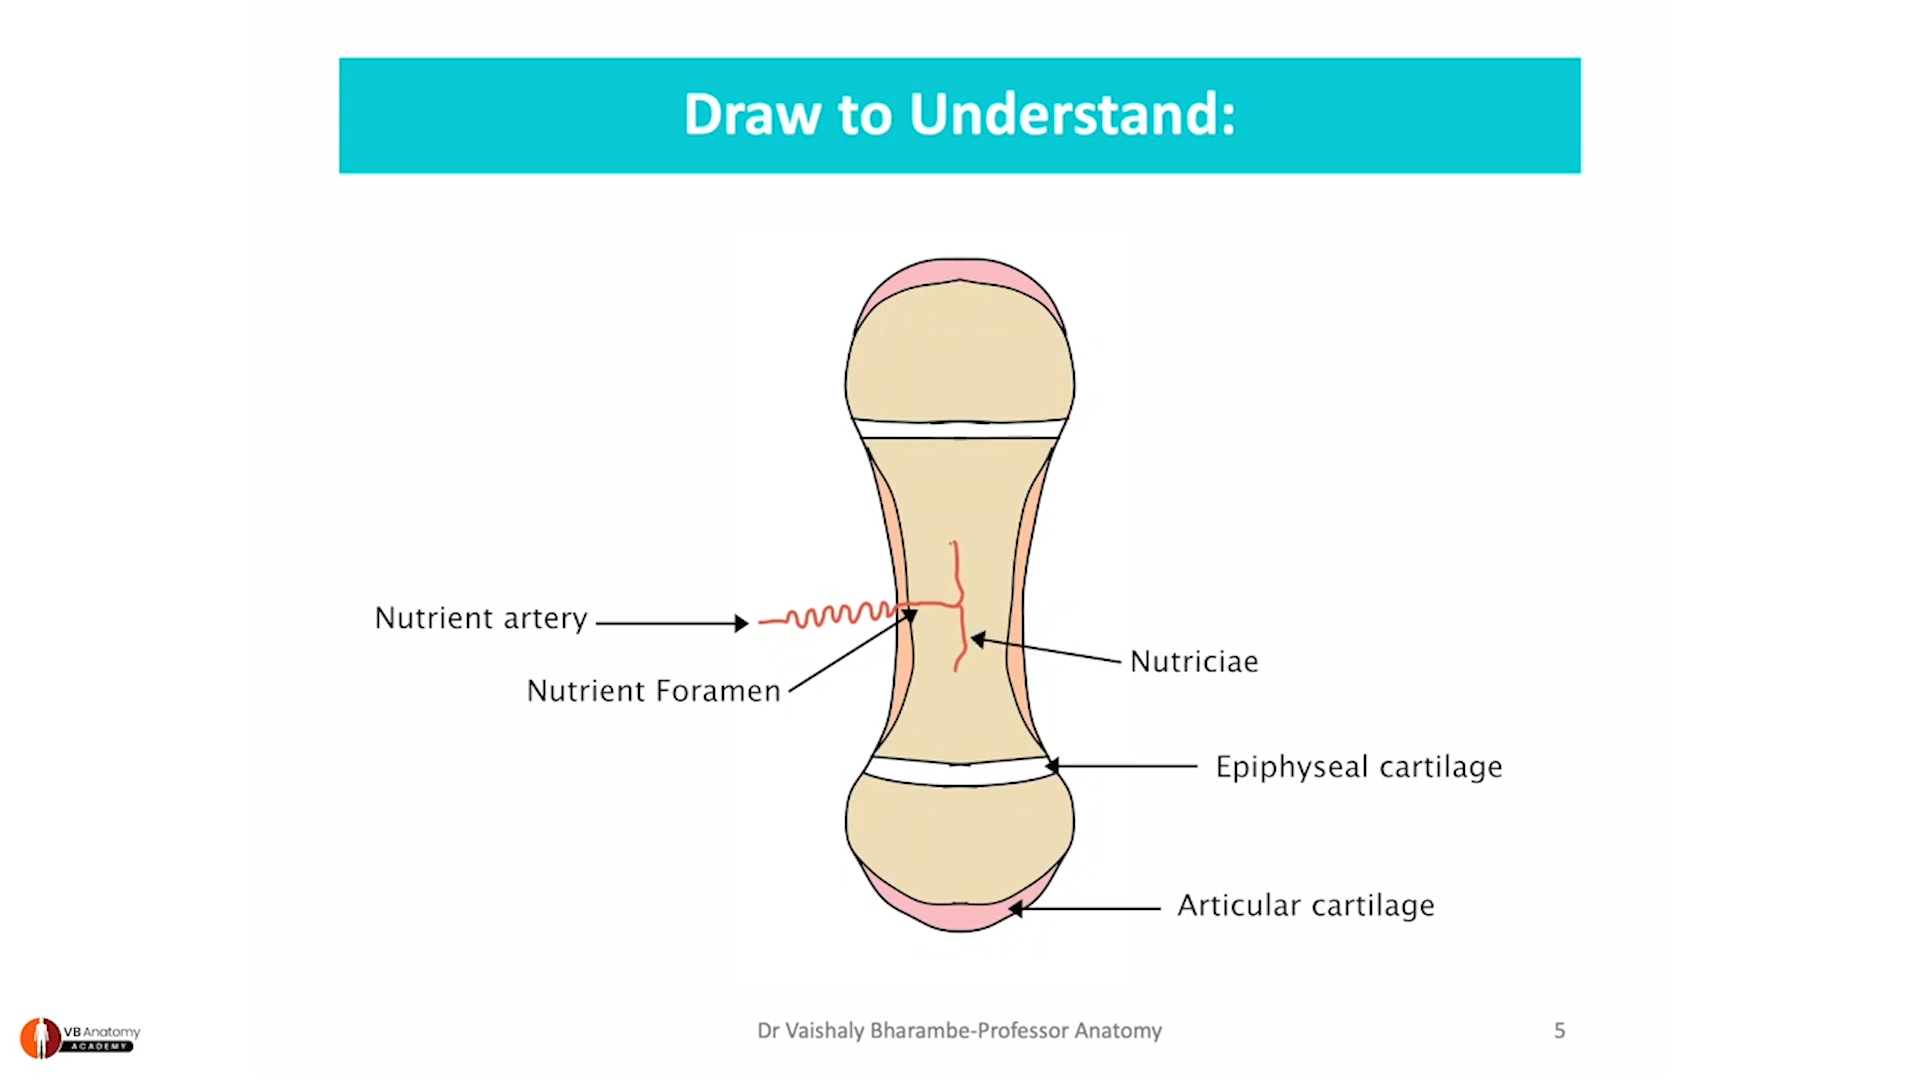 Draw to Understand:
Nutrient artery
Nutrient Foramen
Nutriciae
Epiphyseal cartilage
Articular cartilage
VB Anatomy
ACADEMY
Dr Vaishaly Bharambe-Professor Anatomy
5